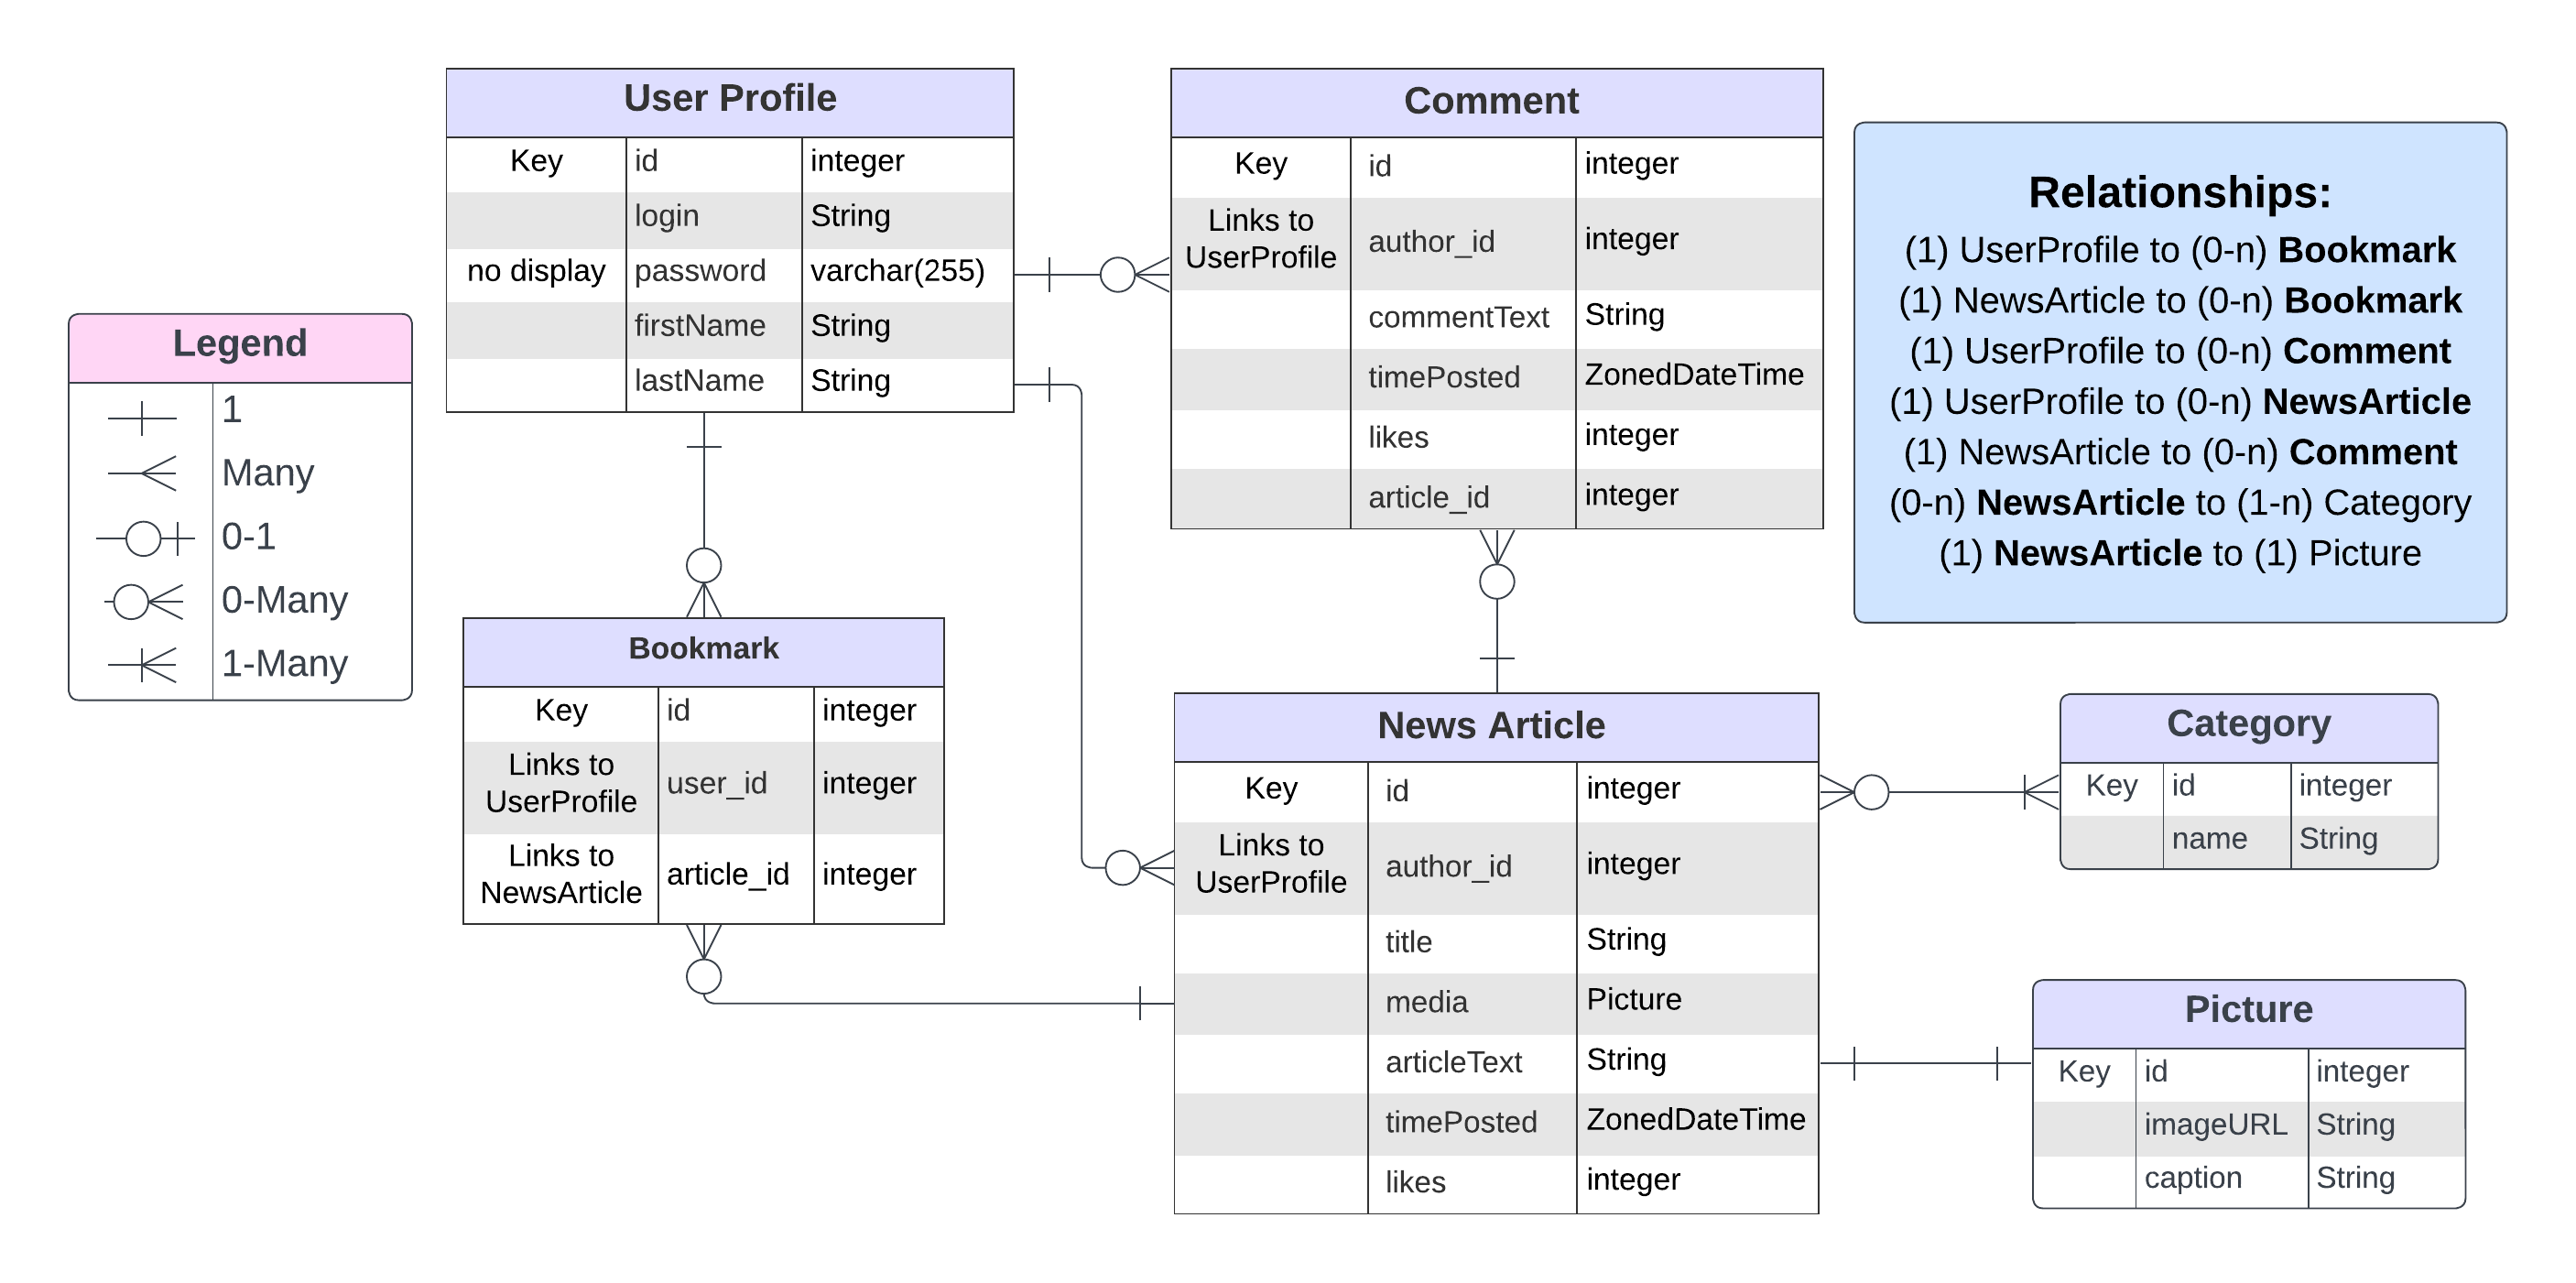 User Profile
Key id integer
login String
no display password varchar(255)
firstName String
lastName String
Comment
Key id integer
Links to
UserProfile author_id integer
commentText String
timePosted ZonedDateTime
likes integer
article_id integer
Relationships:
(1) UserProfile to (0-n) Bookmark
(1) NewsArticle to (0-n) Bookmark
(1) UserProfile to (0-n) Comment
(1) UserProfile to (0-n) NewsArticle
(1) NewsArticle to (0-n) Comment
(0-n) NewsArticle to (1-n) Category
(1) NewsArticle to (1) Picture
Legend
1
Many
0-1
0-Many
1-Many
Bookmark
Key id integer
Links to
UserProfile user_id integer
Links to
NewsArticle article_id integer
News Article
Key id integer
Links to
UserProfile author_id integer
title String
media Picture
articleText String
timePosted ZonedDateTime
likes integer
Category
Key id integer
name String
Picture
Key id integer
imageURL String
caption String